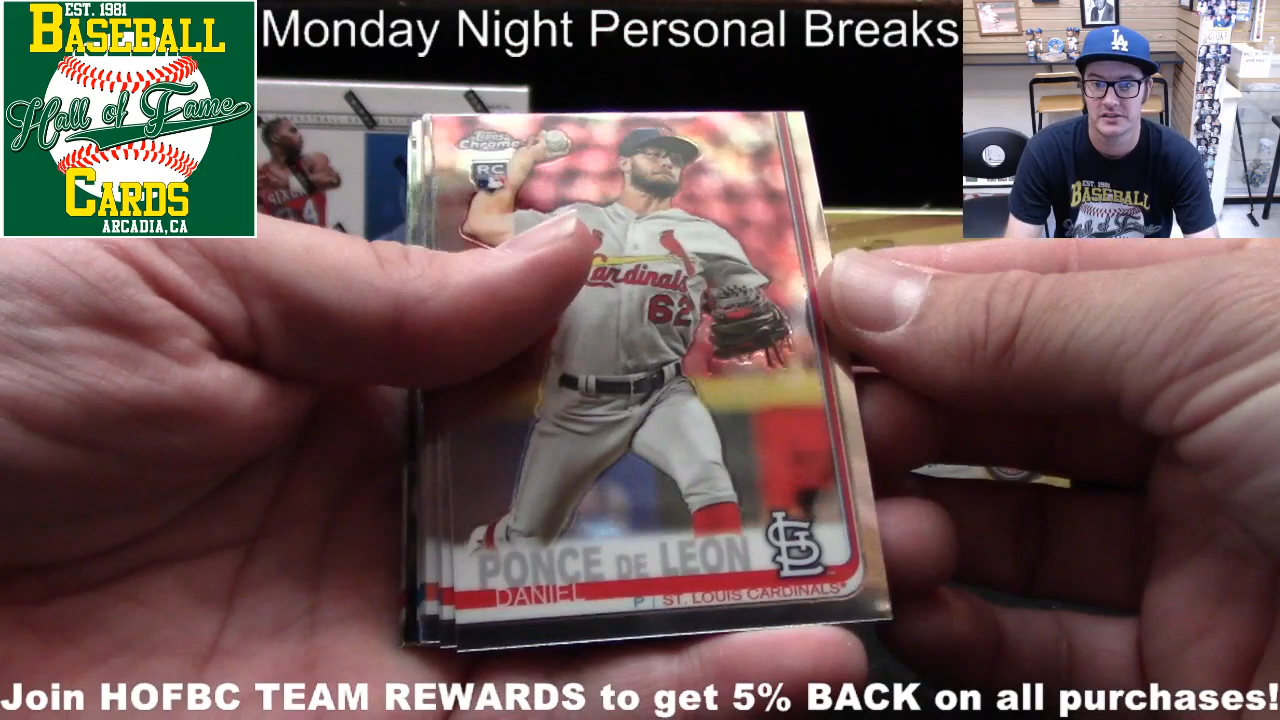 EST. 1981
BASEBALL
Hall of Fame
CARDS
ARCADIA, CA
Monday Night Personal Breaks
LA
EST. 1981
BASEBALL
Hall of Fame
Topps
Chrome
RC
Cardinals
62
PONCE DE LEON
DANIEL
P | ST. LOUIS CARDINALS
STL
Join HOFBC TEAM REWARDS to get 5% BACK on all purchases!